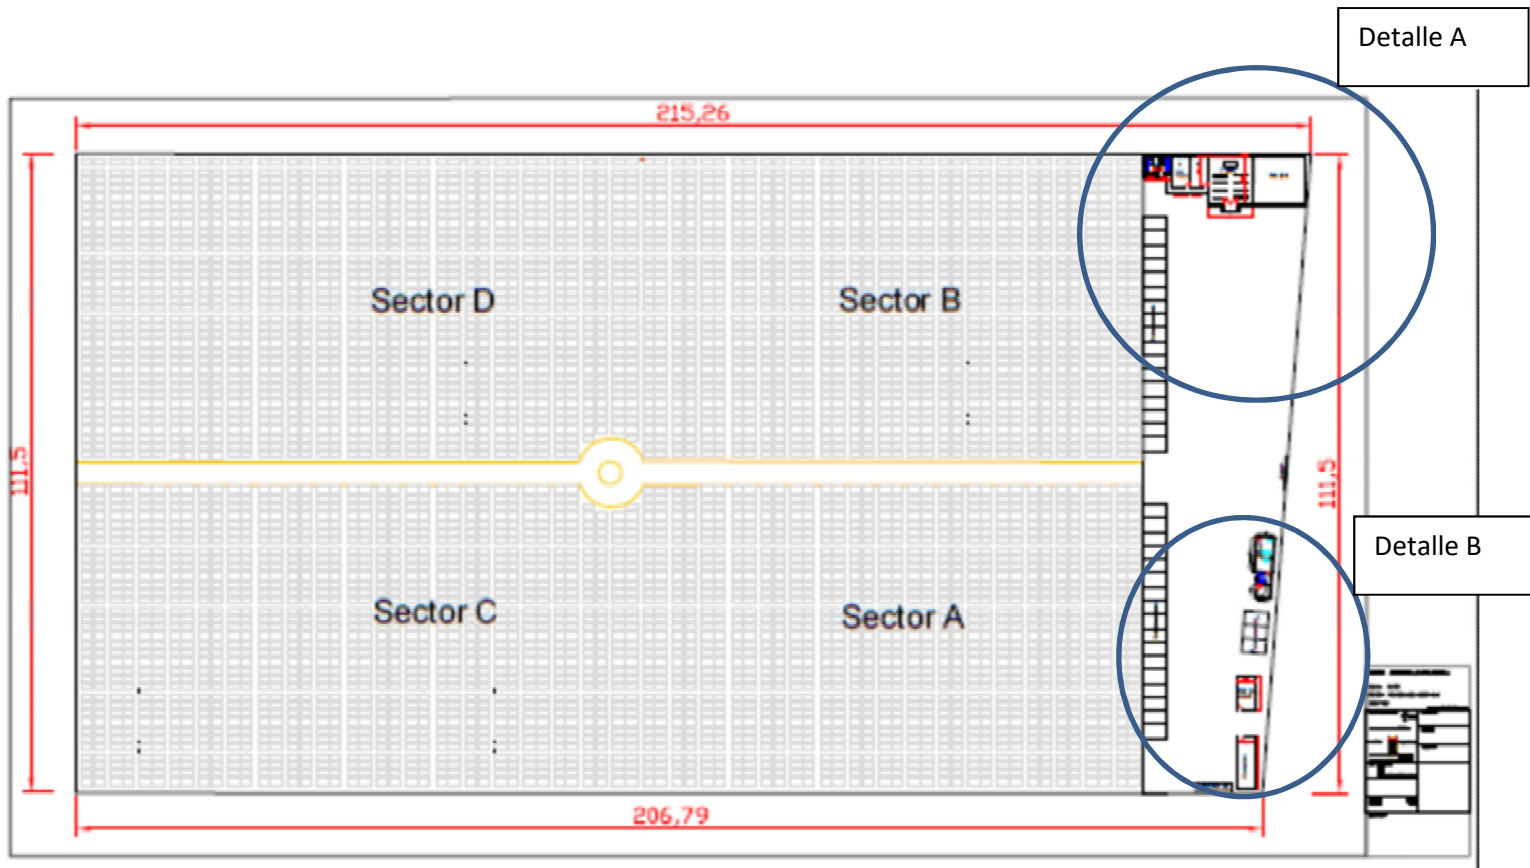 Detalle A
215,26
Sector D
Sector B
111,5
111,5
Detalle B
Sector C
Sector A
206,79